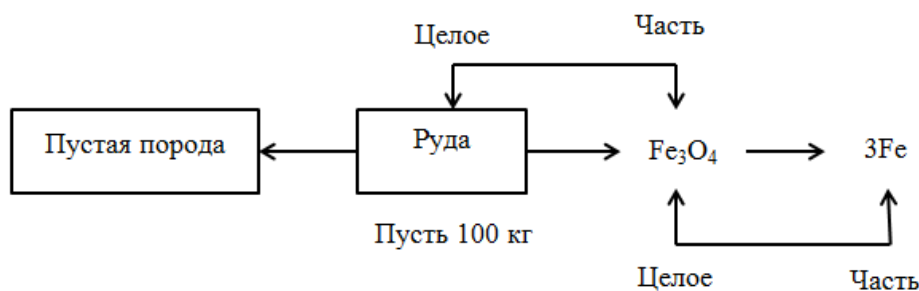 Целое
Часть
Пустая порода
Руда
Fe₃O₄
3Fe
Пусть 100 кг
Целое
Часть